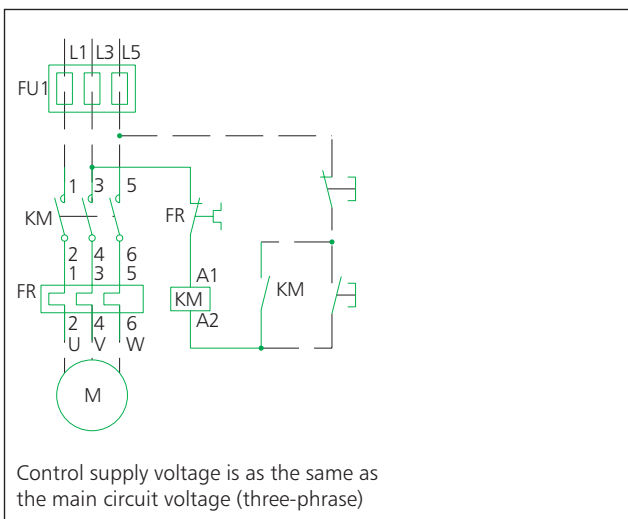 L1 L3 L5
FU1
1 3 5
KM
FR
2 4 6
1 3 5
A1
FR
KM
KM
A2
2 4 6
U V W
M
Control supply voltage is as the same as
the main circuit voltage (three-phrase)